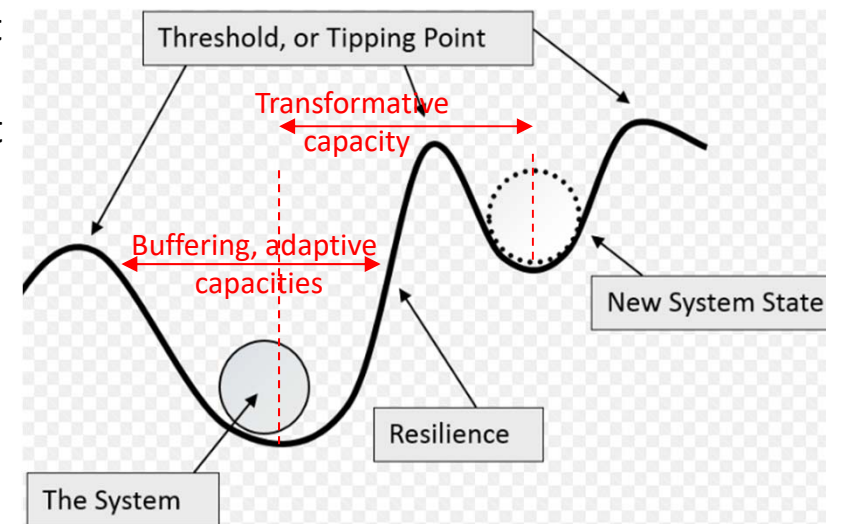 Threshold, or Tipping Point
Transformative
capacity
Buffering, adaptive
capacities
New System State
Resilience
The System